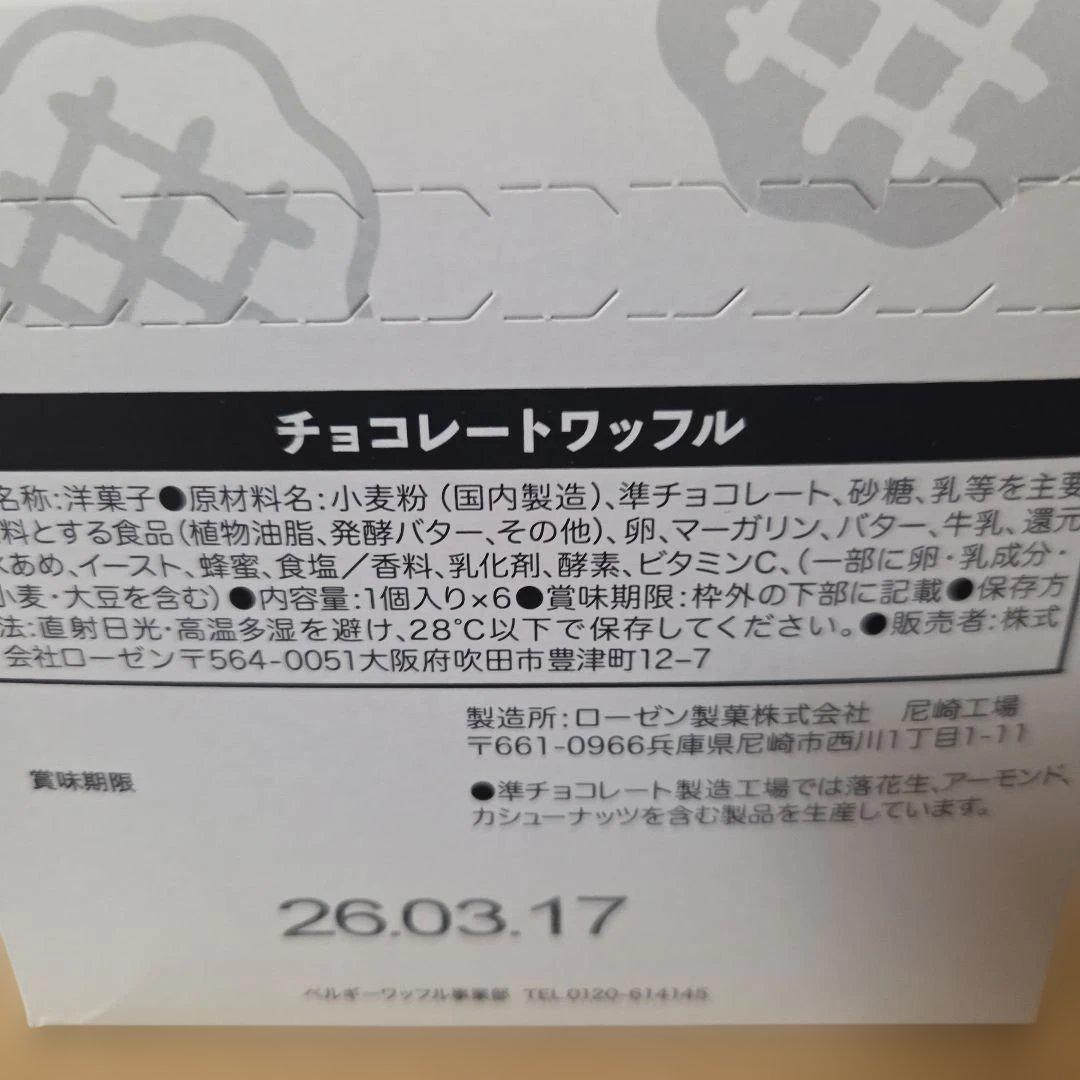 チョコレートワッフル
名称:洋菓子●原材料名:小麦粉(国内製造)、準チョコレート、砂糖、乳等を主要
料とする食品(植物油脂、発酵バター、その他)、卵、マーガリン、バター、牛乳、還元
水あめ、イースト、蜂蜜、食塩/香料、乳化剤、酵素、ビタミンC、(一部に卵・乳成分・
小麦・大豆を含む)●内容量:1個入り×6●賞味期限:枠外の下部に記載●保存方
法:直射日光・高温多湿を避け、28℃以下で保存してください。●販売者:株式
会社ローゼン〒564-0051大阪府吹田市豊津町12-7
製造所:ローゼン製菓株式会社 尼崎工場
〒661-0966兵庫県尼崎市西川1丁目1-11
賞味期限
●準チョコレート製造工場では落花生、アーモンド、
カシューナッツを含む製品を生産しています。
26.03.17
ベルギーワッフル事業部 TEL 0120-614145